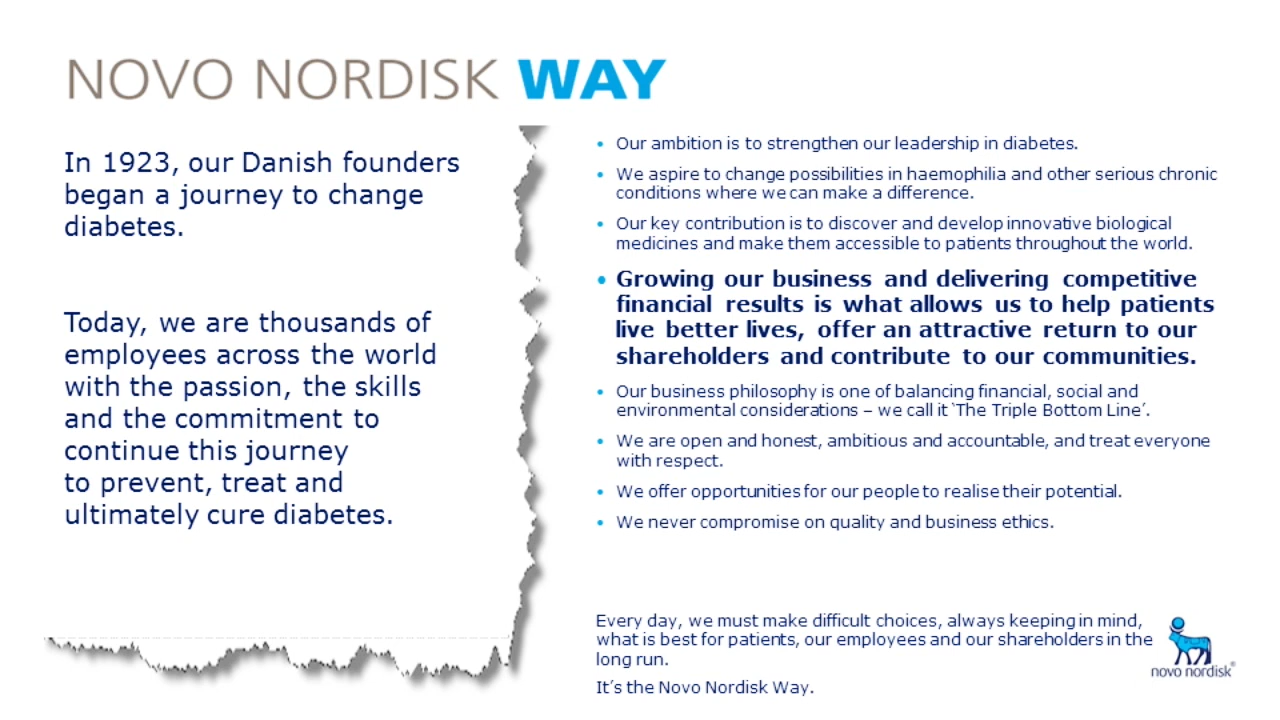 NOVO NORDISK WAY
In 1923, our Danish founders
began a journey to change
diabetes.
Today, we are thousands of
employees across the world
with the passion, the skills
and the commitment to
continue this journey
to prevent, treat and
ultimately cure diabetes.
• Our ambition is to strengthen our leadership in diabetes.
• We aspire to change possibilities in haemophilia and other serious chronic
conditions where we can make a difference.
• Our key contribution is to discover and develop innovative biological
medicines and make them accessible to patients throughout the world.
• Growing our business and delivering competitive
financial results is what allows us to help patients
live better lives, offer an attractive return to our
shareholders and contribute to our communities.
• Our business philosophy is one of balancing financial, social and
environmental considerations – we call it ‘The Triple Bottom Line’.
• We are open and honest, ambitious and accountable, and treat everyone
with respect.
• We offer opportunities for our people to realise their potential.
• We never compromise on quality and business ethics.
Every day, we must make difficult choices, always keeping in mind,
what is best for patients, our employees and our shareholders in the
long run.
It’s the Novo Nordisk Way.
novo nordisk®